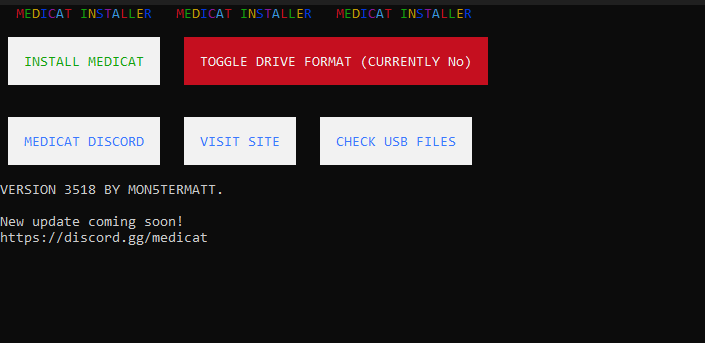 MEDICAT INSTALLER MEDICAT INSTALLER MEDICAT INSTALLER
INSTALL MEDICAT TOGGLE DRIVE FORMAT (CURRENTLY No)
MEDICAT DISCORD VISIT SITE CHECK USB FILES
VERSION 3518 BY MON5TERMATT.
New update coming soon!
https://discord.gg/medicat